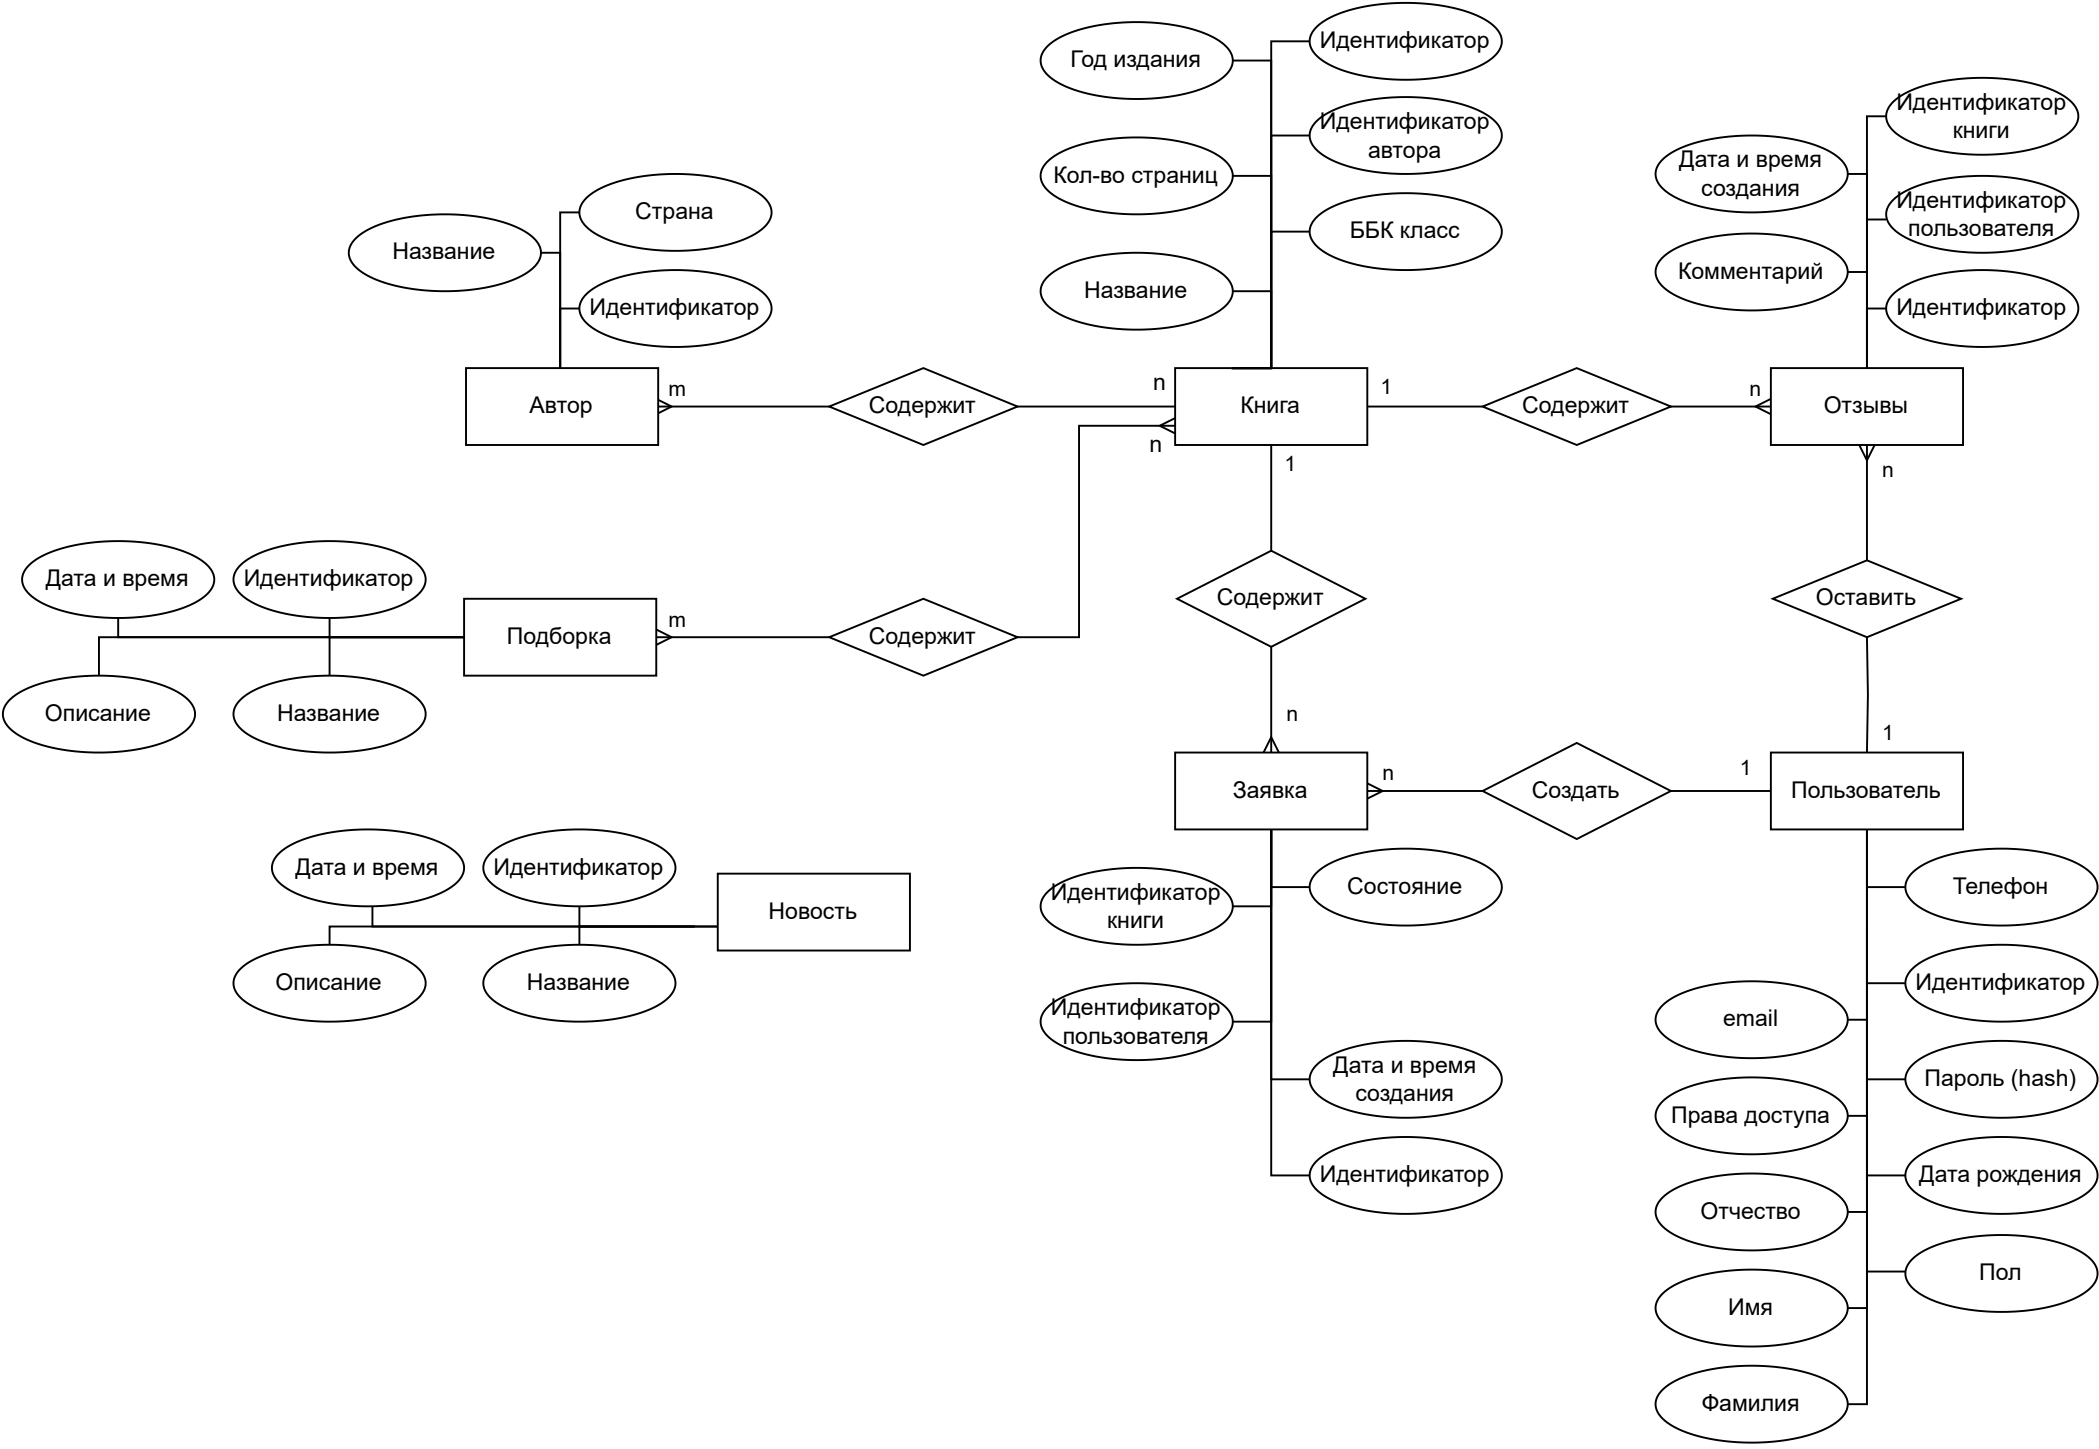 Идентификатор
Год издания
Идентификатор
автора
Кол-во страниц
ББК класс
Название
Идентификатор
книги
Дата и время
создания
Идентификатор
пользователя
Комментарий
Идентификатор
Страна
Название
Идентификатор
Автор
m
Содержит
n
Книга
1
Содержит
n
Отзывы
n
1
n
Дата и время
Идентификатор
Подборка
m
Содержит
Содержит
Оставить
Описание
Название
n
1
Заявка
n
Создать
1
Пользователь
Дата и время
Идентификатор
Новость
Описание
Название
Идентификатор
книги
Состояние
Идентификатор
пользователя
Дата и время
создания
Идентификатор
Телефон
Идентификатор
email
Пароль (hash)
Права доступа
Дата рождения
Отчество
Пол
Имя
Фамилия